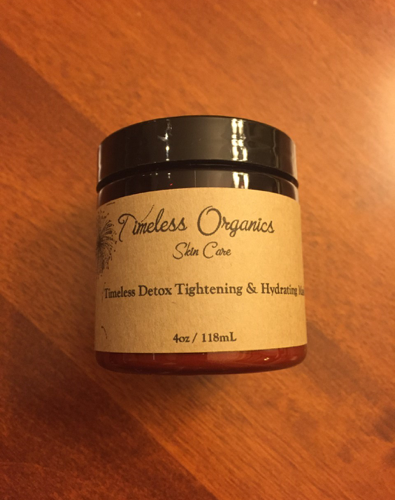 Timeless Organics
Skin Care
Timeless Detox Tightening & Hydrating
4oz / 118mL